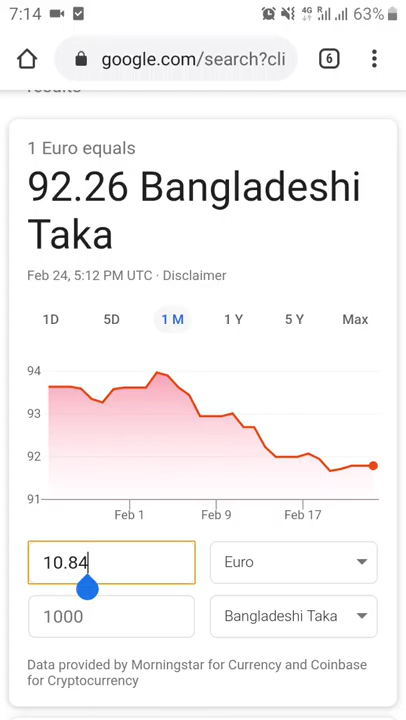 7:14 4G R 63%
google.com/search?cli 6
results
1 Euro equals
92.26 Bangladeshi
Taka
Feb 24, 5:12 PM UTC · Disclaimer
1D 5D 1 M 1 Y 5 Y Max
94
93
92
91
Feb 1 Feb 9 Feb 17
10.84 Euro
1000 Bangladeshi Taka
Data provided by Morningstar for Currency and Coinbase
for Cryptocurrency